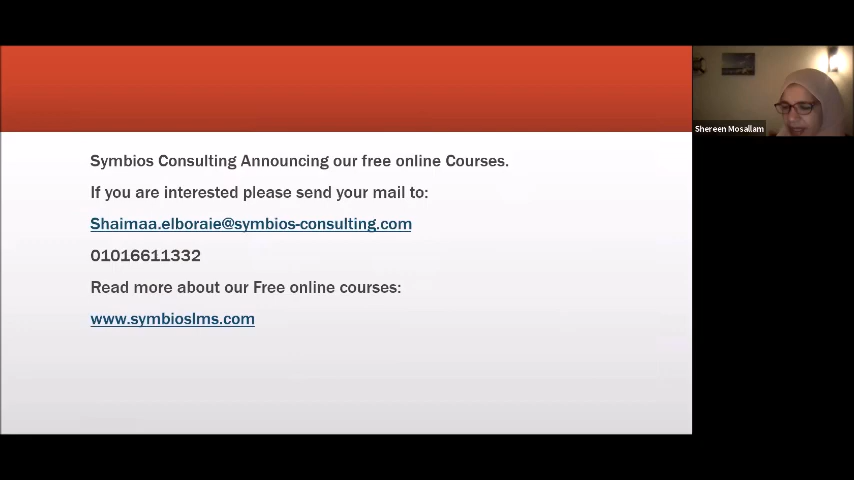 Symbios Consulting Announcing our free online Courses.
If you are interested please send your mail to:
Shaimaa.elboraie@symbios-consulting.com
01016611332
Read more about our Free online courses:
www.symbioslms.com
Shereen Mosallam